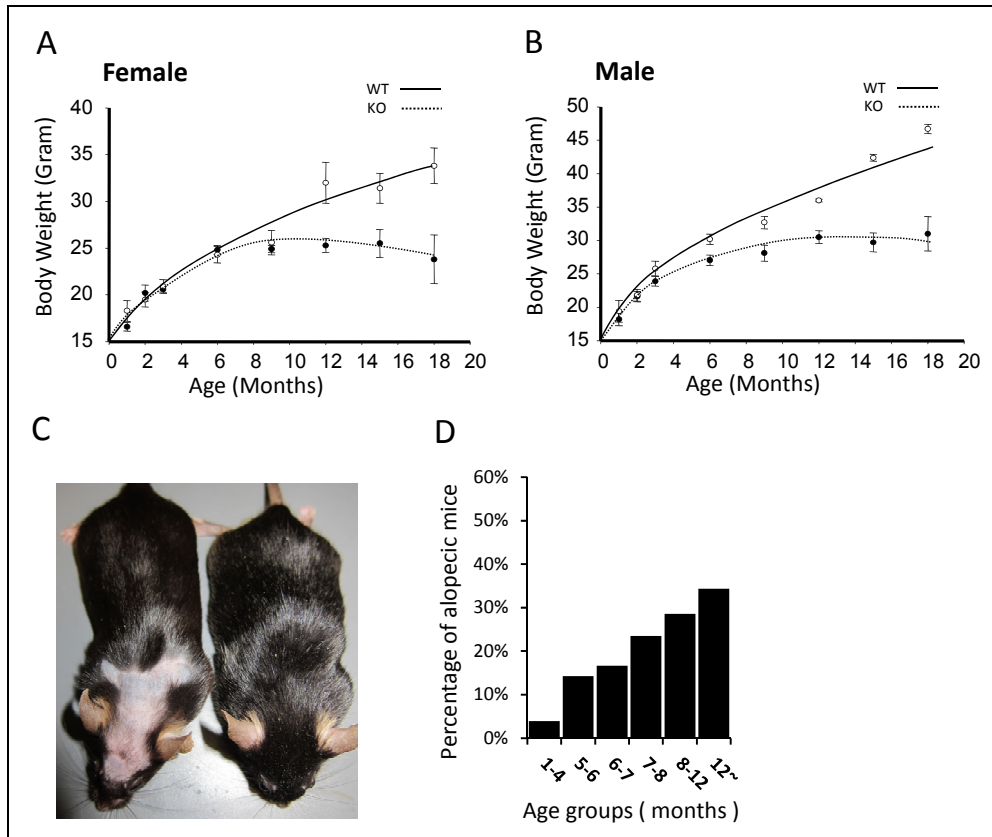 A
Female
WT
KO
Body Weight (Gram)
40
35
30
25
20
15
0 2 4 6 8 10 12 14 16 18 20
Age (Months)
B
Male
WT
KO
Body Weight (Gram)
50
45
40
35
30
25
20
15
0 2 4 6 8 10 12 14 16 18 20
Age (Months)
C
D
Percentage of alopecic mice
60%
50%
40%
30%
20%
10%
0%
1-4 5-6 6-7 7-8 8-12 12~
Age groups ( months )